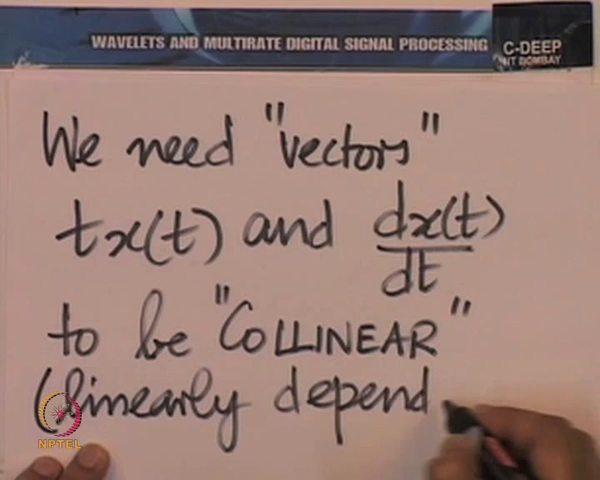 WAVELETS AND MULTIRATE DIGITAL SIGNAL PROCESSING
C-DEEP
IIT BOMBAY
We need "vectors"
tx(t) and dx(t)/dt
to be "COLLINEAR"
(linearly depend
NPTEL